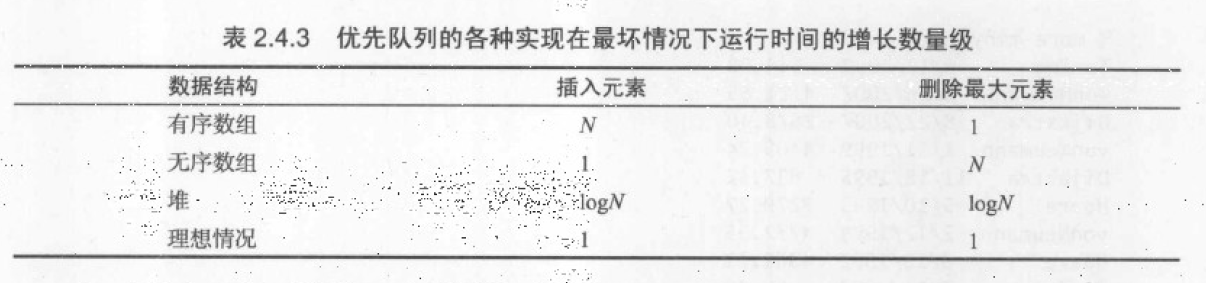 表 2.4.3 优先队列的各种实现在最坏情况下运行时间的增长数量级
数据结构 插入元素 删除最大元素
有序数组 N 1
无序数组 1 N
堆 logN logN
理想情况 1 1